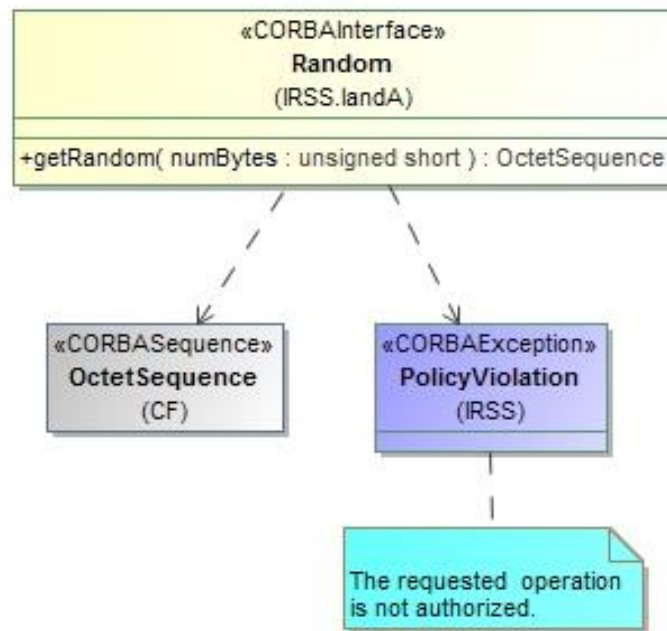 «CORBAInterface»
Random
(IRSS.IandA)
+getRandom( numBytes : unsigned short ) : OctetSequence
«CORBASequence»
OctetSequence
(CF)
«CORBAException»
PolicyViolation
(IRSS)
The requested operation
is not authorized.